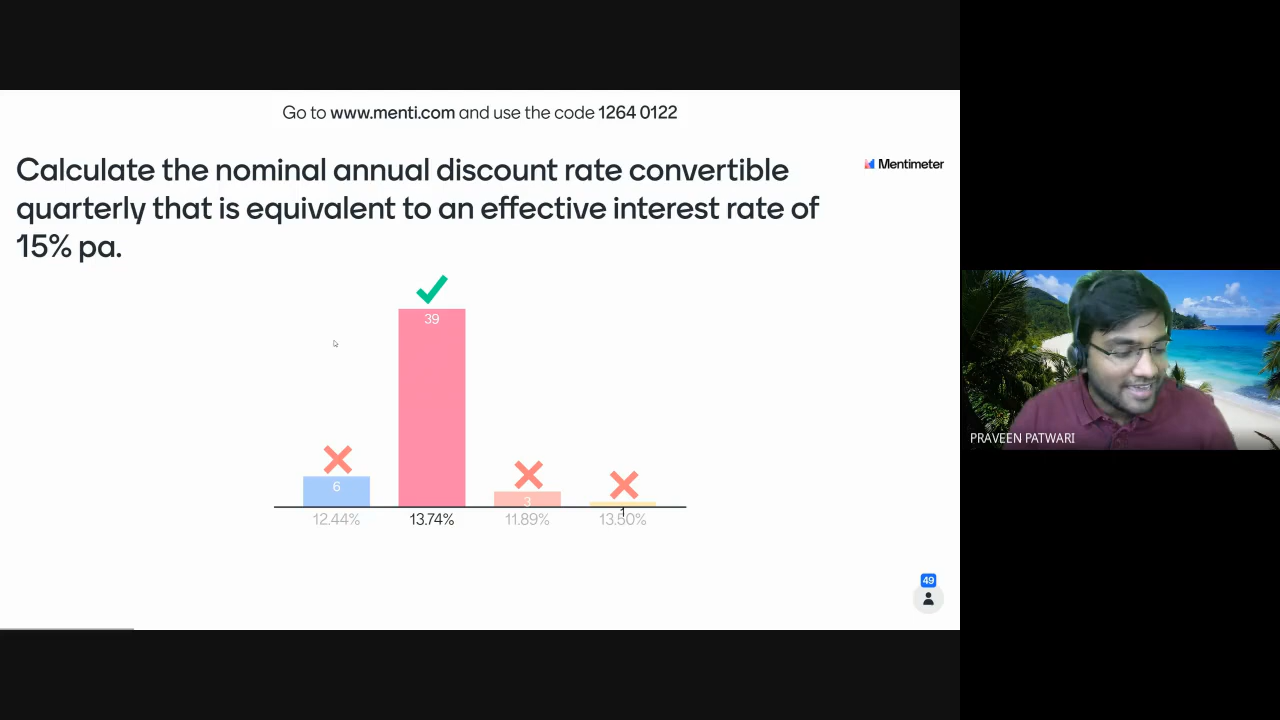 Go to www.menti.com and use the code 1264 0122
Mentimeter
Calculate the nominal annual discount rate convertible
quarterly that is equivalent to an effective interest rate of
15% pa.
39
6
3
1
12.44%
13.74%
11.89%
13.50%
49
PRAVEEN PATWARI